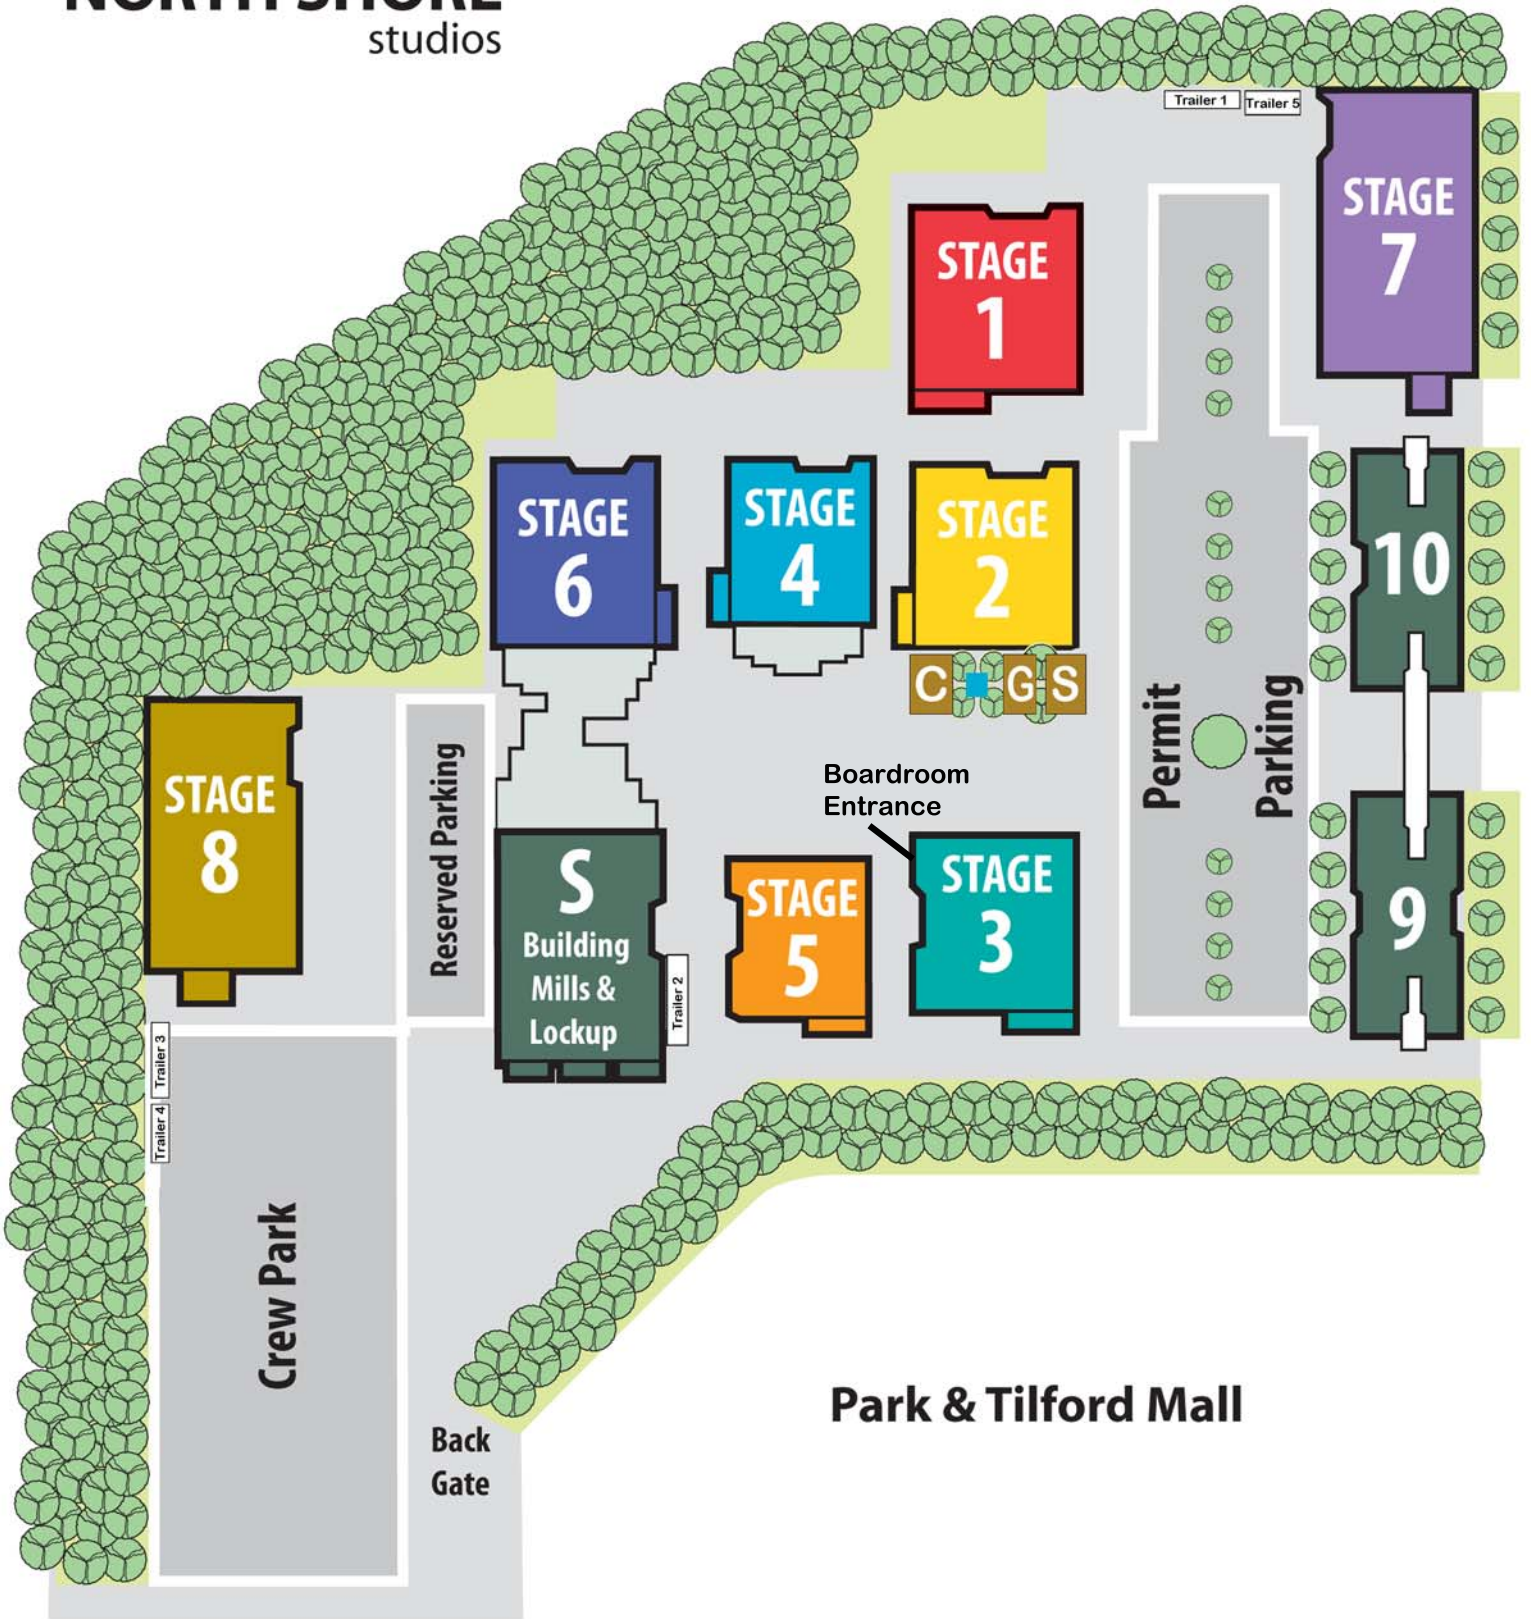 NORTH SHORE
studios
Trailer 1
Trailer 5
STAGE
7
STAGE
1
STAGE
6
STAGE
4
STAGE
2
10
C
G
S
Permit
Parking
STAGE
8
Reserved Parking
Boardroom
Entrance
S
Building
Mills &
Lockup
Trailer 2
STAGE
5
STAGE
3
9
Trailer 3
Trailer 4
Crew Park
Park & Tilford Mall
Back
Gate